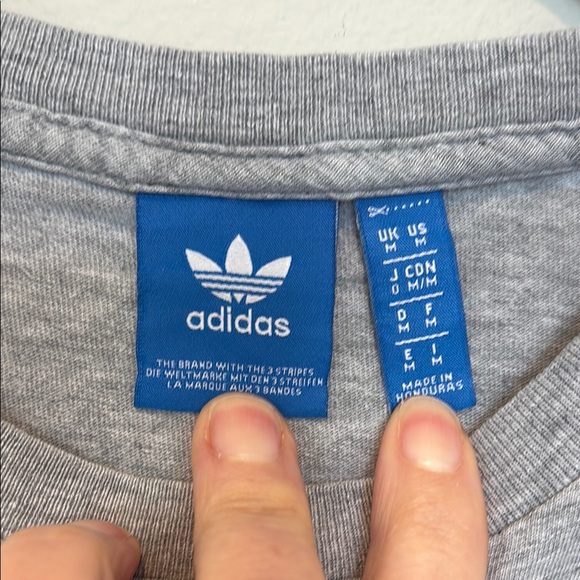 adidas
THE BRAND WITH THE 3 STRIPES
DIE WELTMARKE MIT DEN 3 STREIFEN
LA MARQUE AUX 3 BANDES
UK US
M M
J CDN
O M/M
D F
M M
E I
M M
MADE IN
HONDURAS